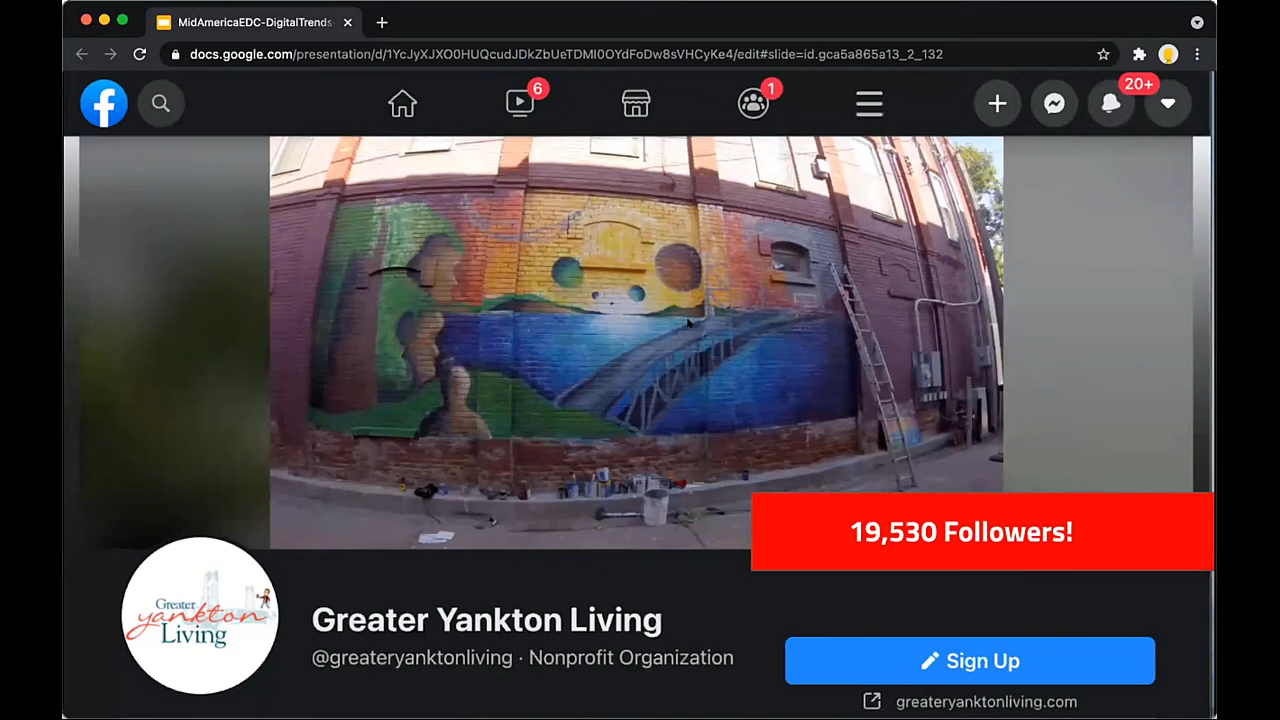 MidAmericaEDC-DigitalTrends
docs.google.com/presentation/d/1YcJyXJXO0HUQcudJDkZbUeTDMI0OYdFoDw8sVHCyKe4/edit#slide=id.gca5a865a13_2_132
6
1
20+
19,530 Followers!
Greater
yankton
Living
Greater Yankton Living
@greateryanktonliving · Nonprofit Organization
Sign Up
greateryanktonliving.com